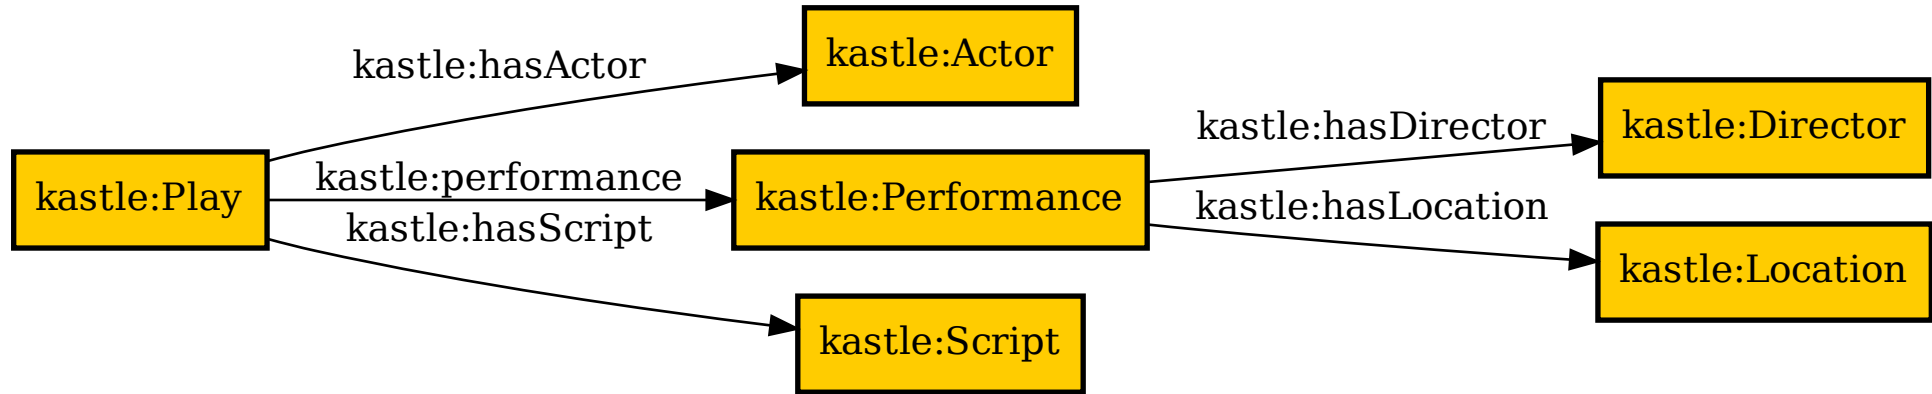 kastle:Play
kastle:hasActor
kastle:performance
kastle:hasScript
kastle:Actor
kastle:Performance
kastle:Script
kastle:hasDirector
kastle:hasLocation
kastle:Director
kastle:Location